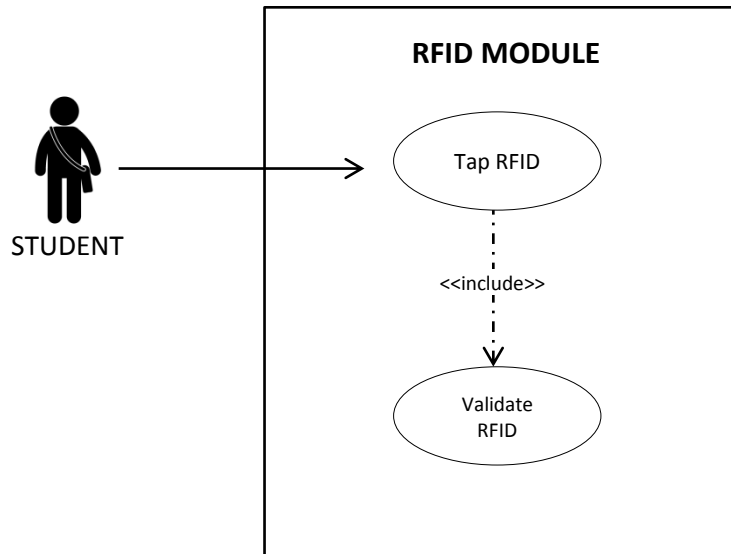 RFID MODULE
Tap RFID
STUDENT
<<include>>
Validate
RFID